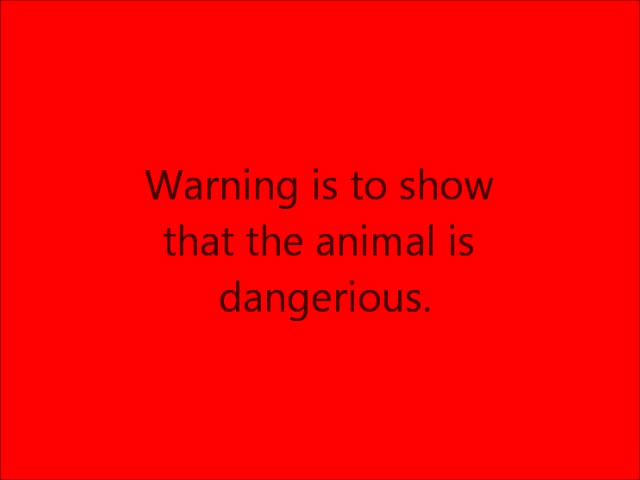 Warning is to show
that the animal is
dangerious.